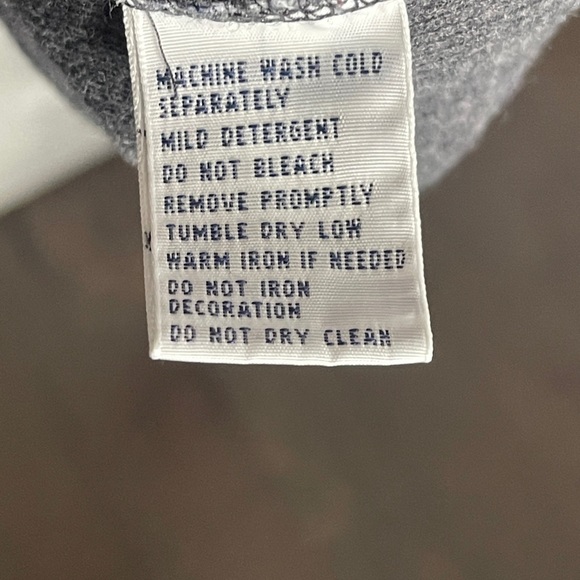 MACHINE WASH COLD
SEPARATELY
MILD DETERGENT
DO NOT BLEACH
REMOVE PROMPTLY
TUMBLE DRY LOW
WARM IRON IF NEEDED
DO NOT IRON
DECORATION
DO NOT DRY CLEAN